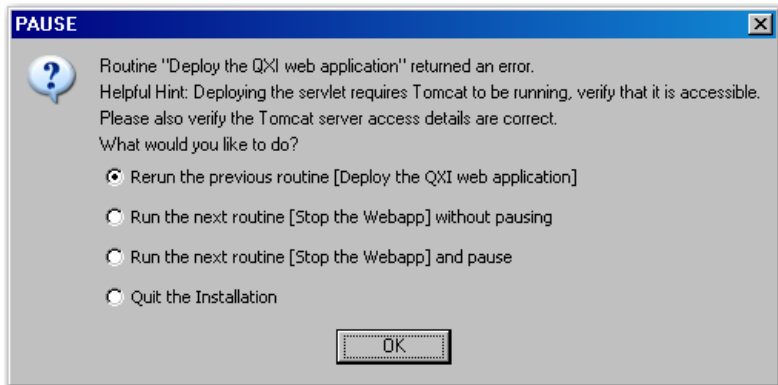 PAUSE
Routine "Deploy the QXI web application" returned an error.
Helpful Hint: Deploying the servlet requires Tomcat to be running, verify that it is accessible.
Please also verify the Tomcat server access details are correct.
What would you like to do?
Rerun the previous routine [Deploy the QXI web application]
Run the next routine [Stop the Webapp] without pausing
Run the next routine [Stop the Webapp] and pause
Quit the Installation
OK